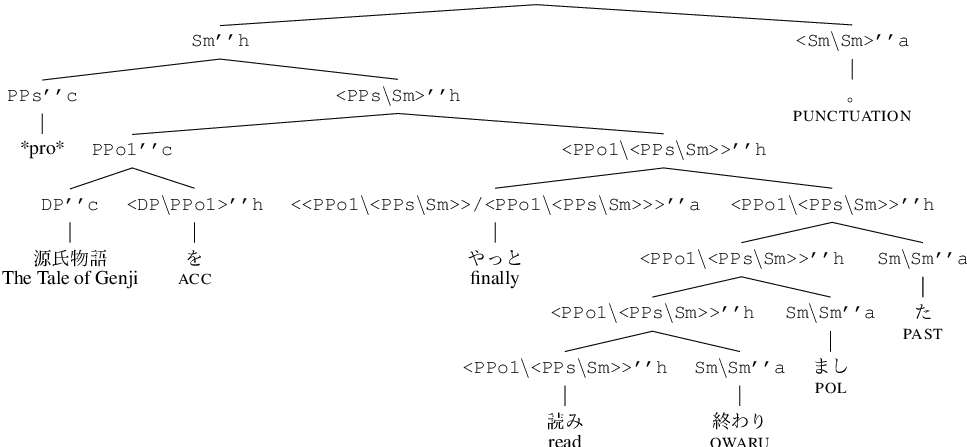 Sm’’h <Sm\Sm>’’a
PPs’’c <PPs\Sm>’’h 。
PUNCTUATION
*pro* PPo1’’c <PPo1\<PPs\Sm>>’’h
DP’’c <DP\PPo1>’’h <<PPo1\<PPs\Sm>>/<PPo1\<PPs\Sm>>>’’a <PPo1\<PPs\Sm>>’’h
源氏物語 を やっと <PPo1\<PPs\Sm>>’’h Sm\Sm’’a
The Tale of Genji ACC finally
<PPo1\<PPs\Sm>>’’h Sm\Sm’’a た
PAST
<PPo1\<PPs\Sm>>’’h Sm\Sm’’a まし
POL
読み 終わり
read OWARU